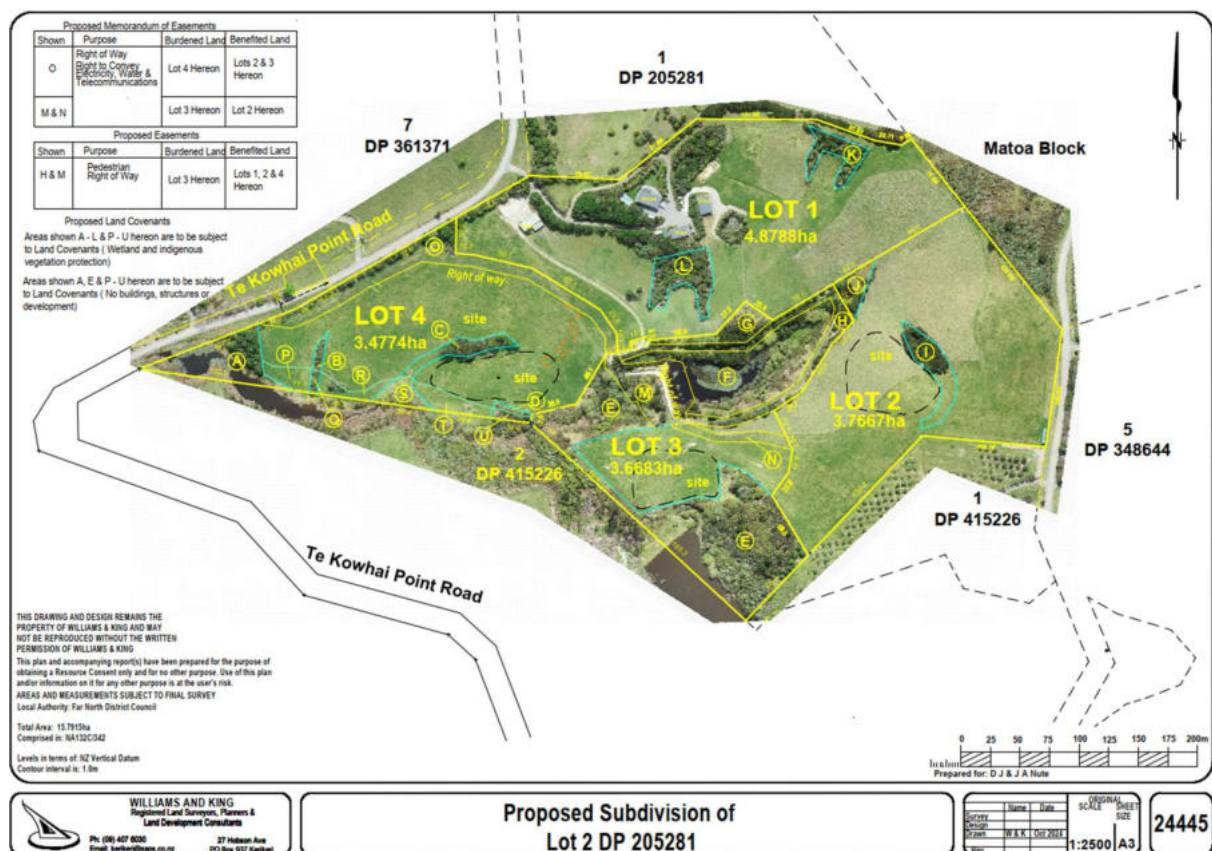 Proposed Memorandum of Easements
Shown Purpose Burdened Land Benefited Land
O
Right of Way
Right to Convey
Electricity, Water &
Telecommunications
Lot 4 Hereon
Lots 2 & 3
Hereon
M & N
Lot 3 Hereon
Lot 2 Hereon
Proposed Easements
Shown Purpose Burdened Land Benefited Land
H & M
Pedestrian
Right of Way
Lot 3 Hereon
Lots 1, 2 & 4
Hereon
Proposed Land Covenants
Areas shown A - L & P - U hereon are to be subject
to Land Covenants ( Wetland and indigenous
vegetation protection)
Areas shown A, E & P - U hereon are to be subject
to Land Covenants ( No buildings, structures or
development)
1
DP 205281
7
DP 361371
Matoa Block
N
Te Kowhai Point Road
K
LOT 1
4.8788ha
L
O
Right of way
LOT 4
3.4774ha
site
C
J
H
G
I
site
F
A
P
B
R
S
site
D
E
M
LOT 2
3.7667ha
Q
T
U
2
DP 415226
LOT 3
3.6683ha
site
N
E
5
DP 348644
1
DP 415226
Te Kowhai Point Road
THIS DRAWING AND DESIGN REMAINS THE
PROPERTY OF WILLIAMS & KING AND MAY
NOT BE REPRODUCED WITHOUT THE WRITTEN
PERMISSION OF WILLIAMS & KING
This plan and accompanying report(s) have been prepared for the purpose of
obtaining a Resource Consent only and for no other purpose. Use of this plan
and/or information on it for any other purpose is at the user's risk.
AREAS AND MEASUREMENTS SUBJECT TO FINAL SURVEY
Local Authority: Far North District Council
Total Area: 15.7915ha
Comprised in: NA132C/342
Levels in terms of: NZ Vertical Datum
Contour interval is: 1.0m
0 25 50 75 100 125 150 175 200m
Prepared for: D J & J A Nute
WILLIAMS AND KING
Registered Land Surveyors, Planners &
Land Development Consultants
Ph: (09) 407 6030
Email: kerikeri@saps.co.nz
27 Hobson Ave
PO Box 937 Kerikeri
Proposed Subdivision of
Lot 2 DP 205281
Name Date
Survey
Design
Drawn W & K Oct 2024
Rev
ORIGINAL
SCALE SHEET
SIZE
1:2500 A3
24445